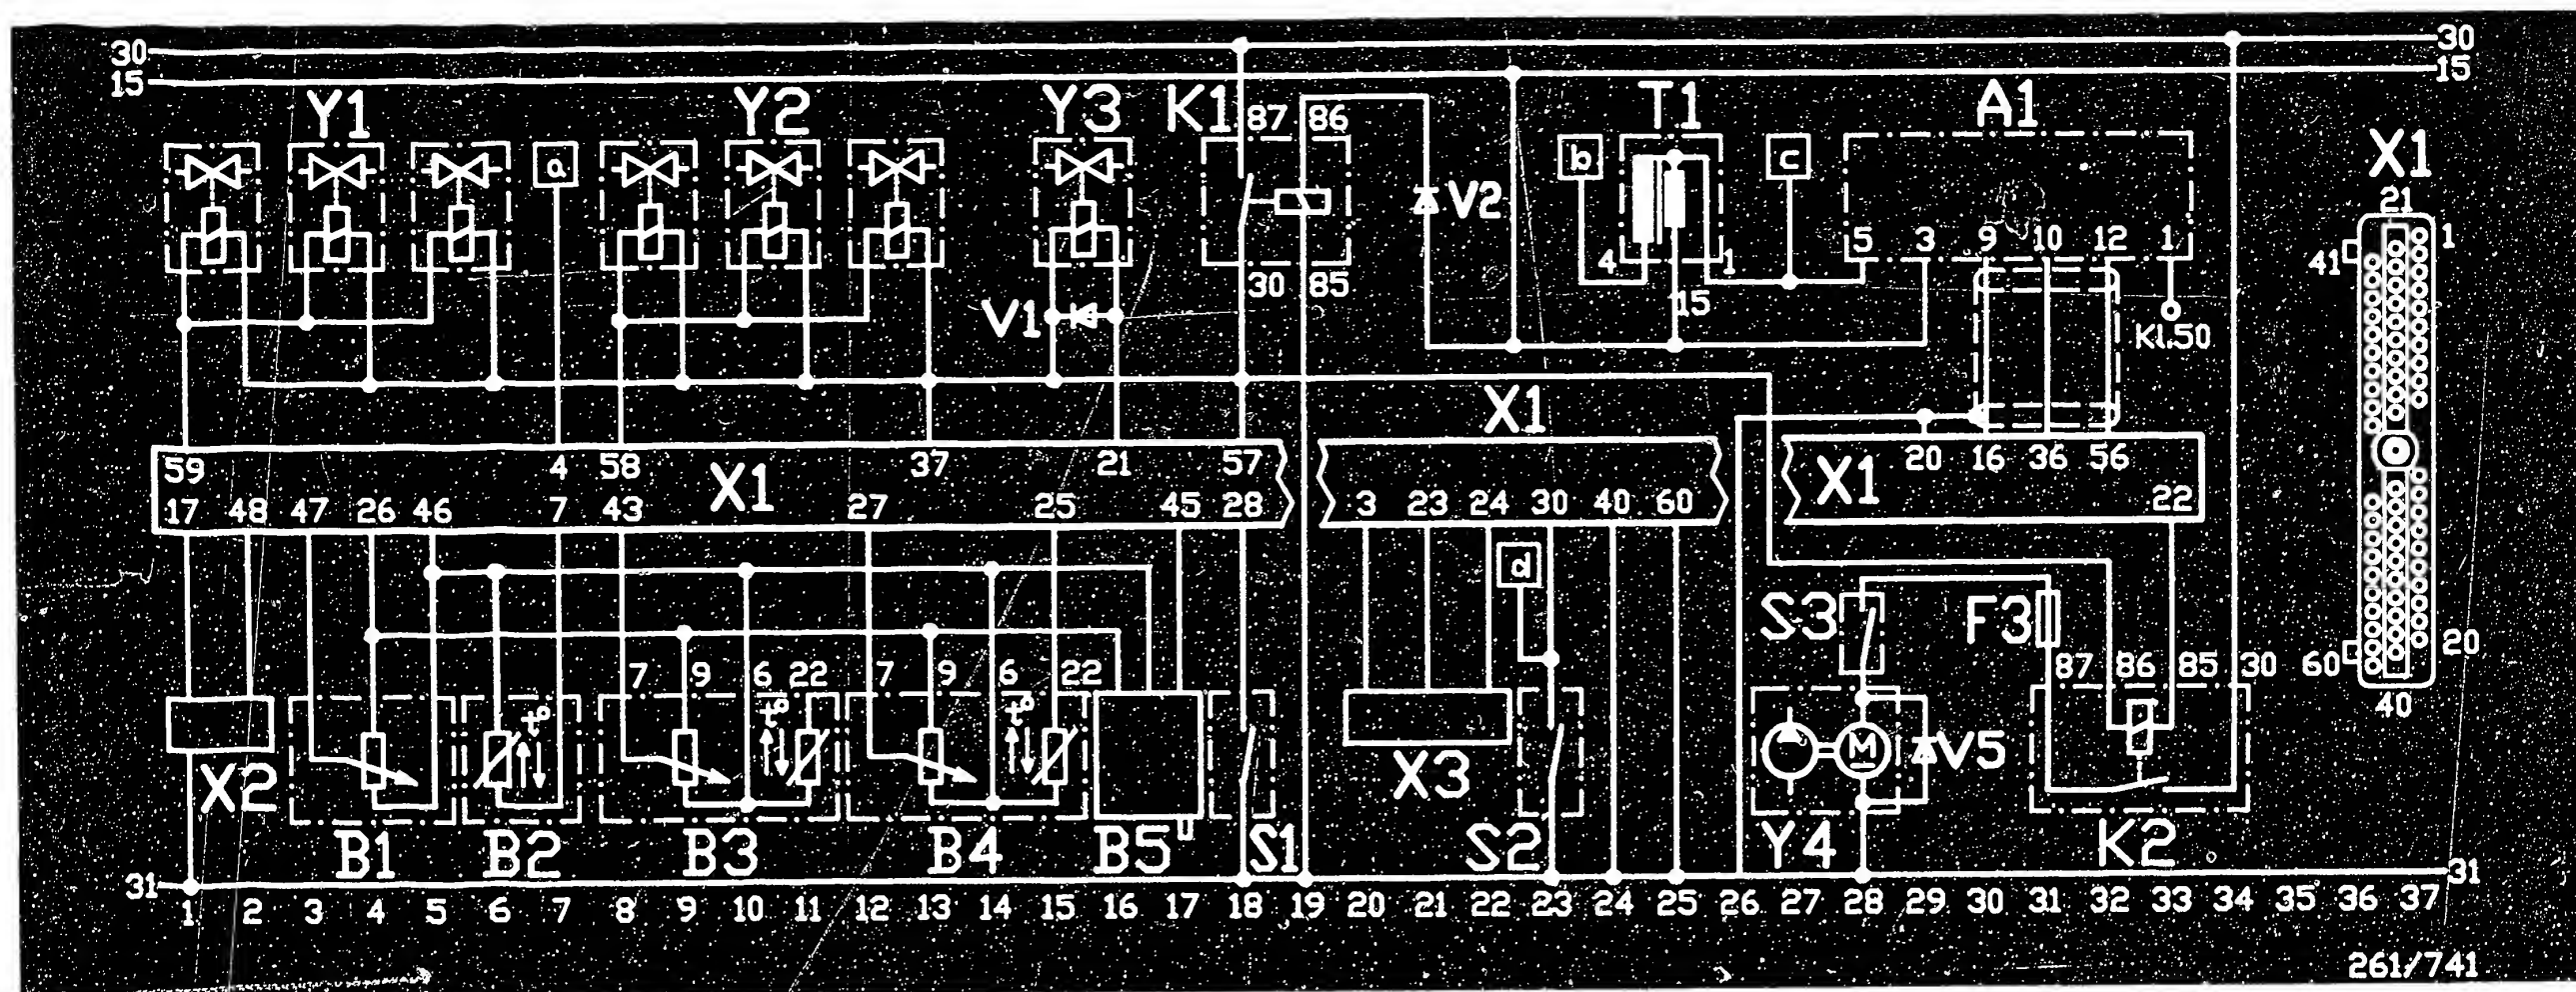 30 30
15 15
Y1 Y2 Y3 K1 87 86 T1 A1
X1
a b c
V2
21
1
41
5 3 9 10 12 1
4 1
30 85
15
V1
Kl.50
X1
59 4 58 37 21 57 20 16 36 56
X1 X1
17 48 47 26 46 7 43 27 25 45 28 3 23 24 30 40 60 22
d
S3 F3
7 9 6 22 7 9 6 22 87 86 85 30 60 20
40
t° t° t°
M
V5
X2 X3
B1 B2 B3 B4 B5 U S1 S2 Y4 K2
31 31
1 2 3 4 5 6 7 8 9 10 11 12 13 14 15 16 17 18 19 20 21 22 23 24 25 26 27 28 29 30 31 32 33 34 35 36 37
261/741